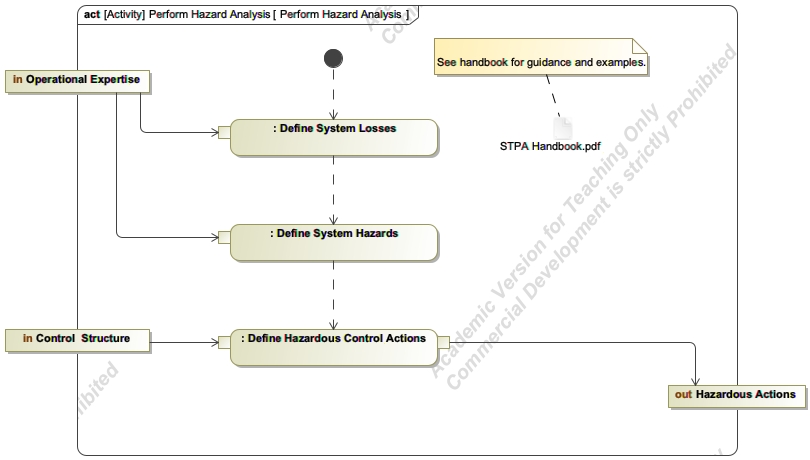 act [Activity] Perform Hazard Analysis [ Perform Hazard Analysis ]
See handbook for guidance and examples.
in Operational Expertise
: Define System Losses
STPA Handbook.pdf
: Define System Hazards
in Control Structure
: Define Hazardous Control Actions
out Hazardous Actions
Academic Version for Teaching Only
Commercial Development is strictly Prohibited